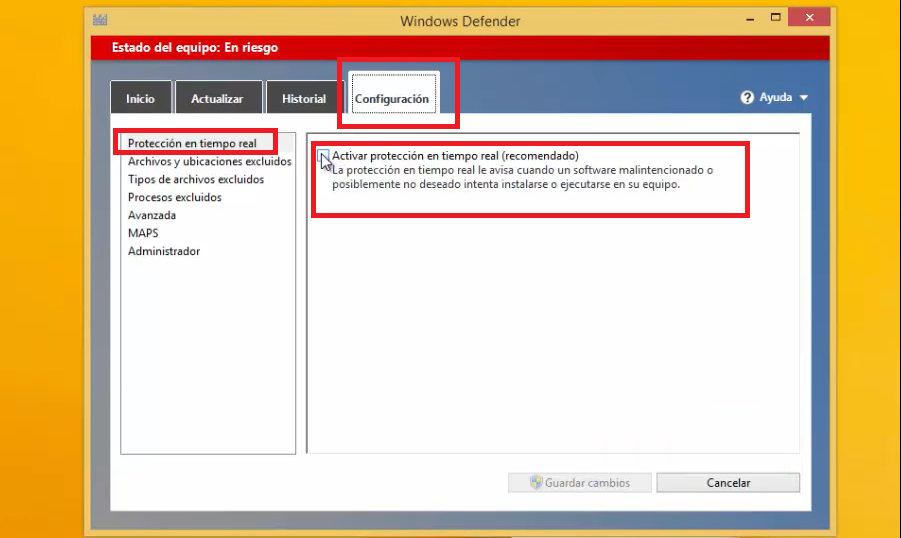 Windows Defender
Estado del equipo: En riesgo
Inicio
Actualizar
Historial
Configuración
Ayuda
Protección en tiempo real
Archivos y ubicaciones excluidos
Tipos de archivos excluidos
Procesos excluidos
Avanzada
MAPS
Administrador
Activar protección en tiempo real (recomendado)
La protección en tiempo real le avisa cuando un software malintencionado o
posiblemente no deseado intenta instalarse o ejecutarse en su equipo.
Guardar cambios
Cancelar